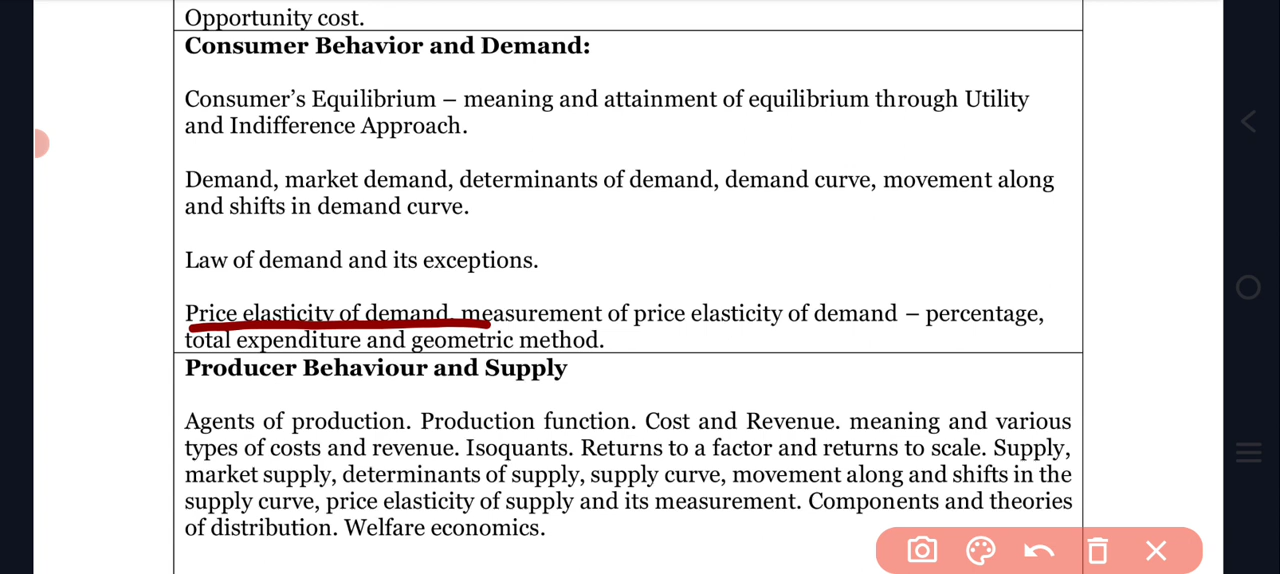 Opportunity cost.
Consumer Behavior and Demand:
Consumer’s Equilibrium – meaning and attainment of equilibrium through Utility
and Indifference Approach.
Demand, market demand, determinants of demand, demand curve, movement along
and shifts in demand curve.
Law of demand and its exceptions.
Price elasticity of demand, measurement of price elasticity of demand – percentage,
total expenditure and geometric method.
Producer Behaviour and Supply
Agents of production. Production function. Cost and Revenue. meaning and various
types of costs and revenue. Isoquants. Returns to a factor and returns to scale. Supply,
market supply, determinants of supply, supply curve, movement along and shifts in the
supply curve, price elasticity of supply and its measurement. Components and theories
of distribution. Welfare economics.